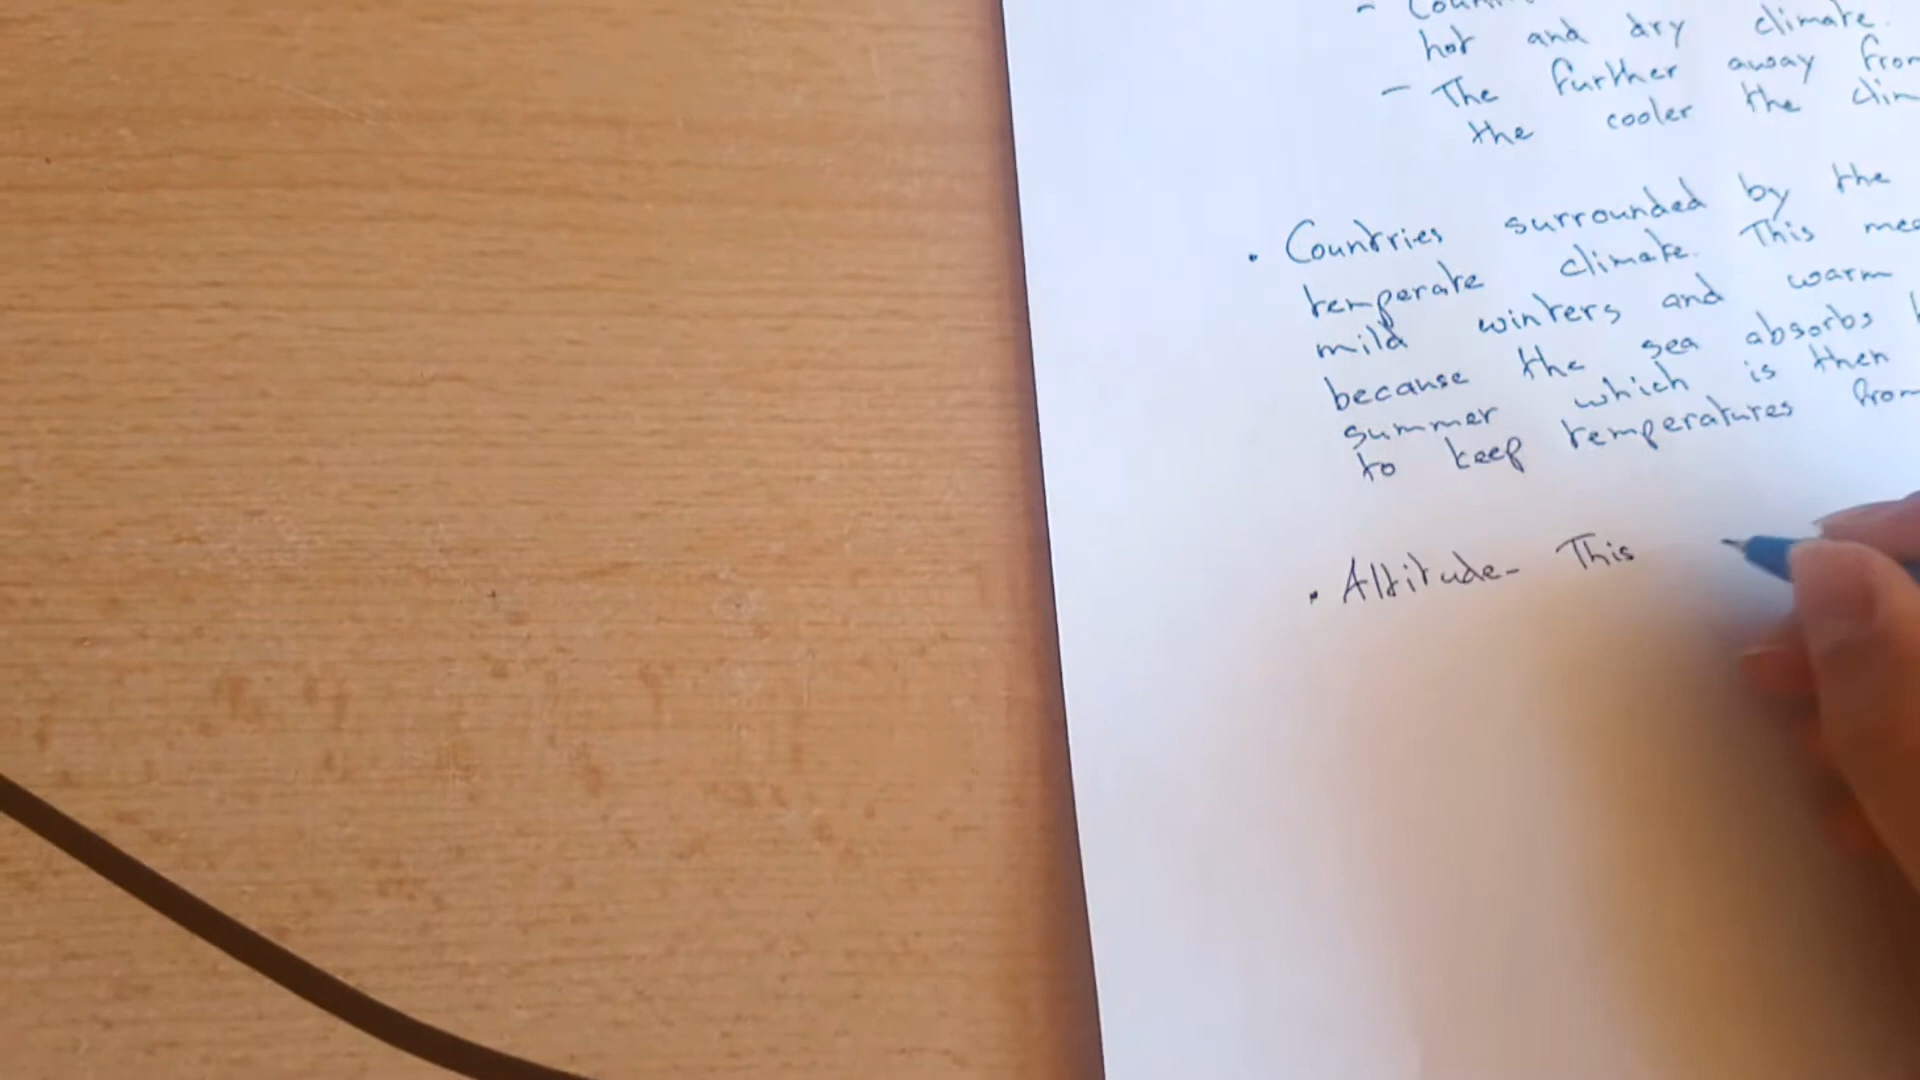 -
hot and dry climate.
- The further away from
the cooler the
• Countries surrounded by the
temperate climate. This
mild winters and warm
because the sea absorbs
summer which is then
to keep temperatures from
• Altitude- This